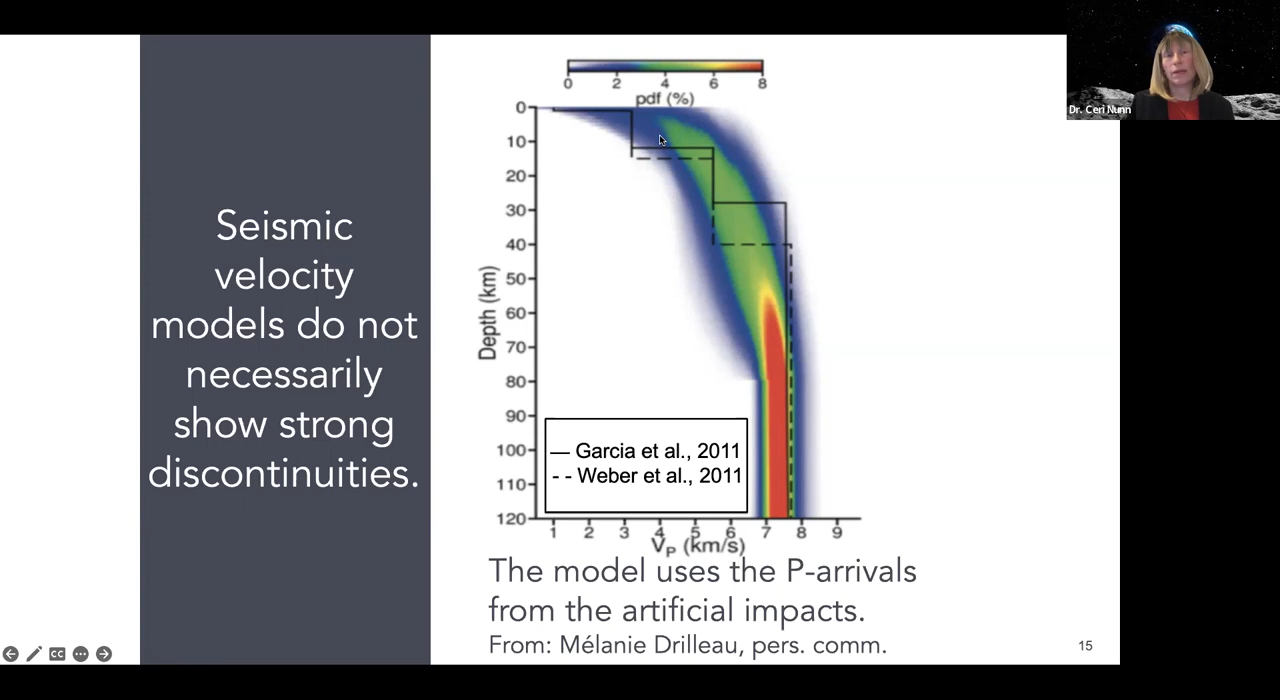 Dr. Ceri Nunn
Seismic
velocity
models do not
necessarily
show strong
discontinuities.
0 2 4 6 8
pdf (%)
0
10
20
30
40
50
60
70
80
90
100
110
120
Depth (km)
— Garcia et al., 2011
- - Weber et al., 2011
1 2 3 4 5 6 7 8 9
VP (km/s)
The model uses the P-arrivals
from the artificial impacts.
From: Mélanie Drilleau, pers. comm.
15
CC